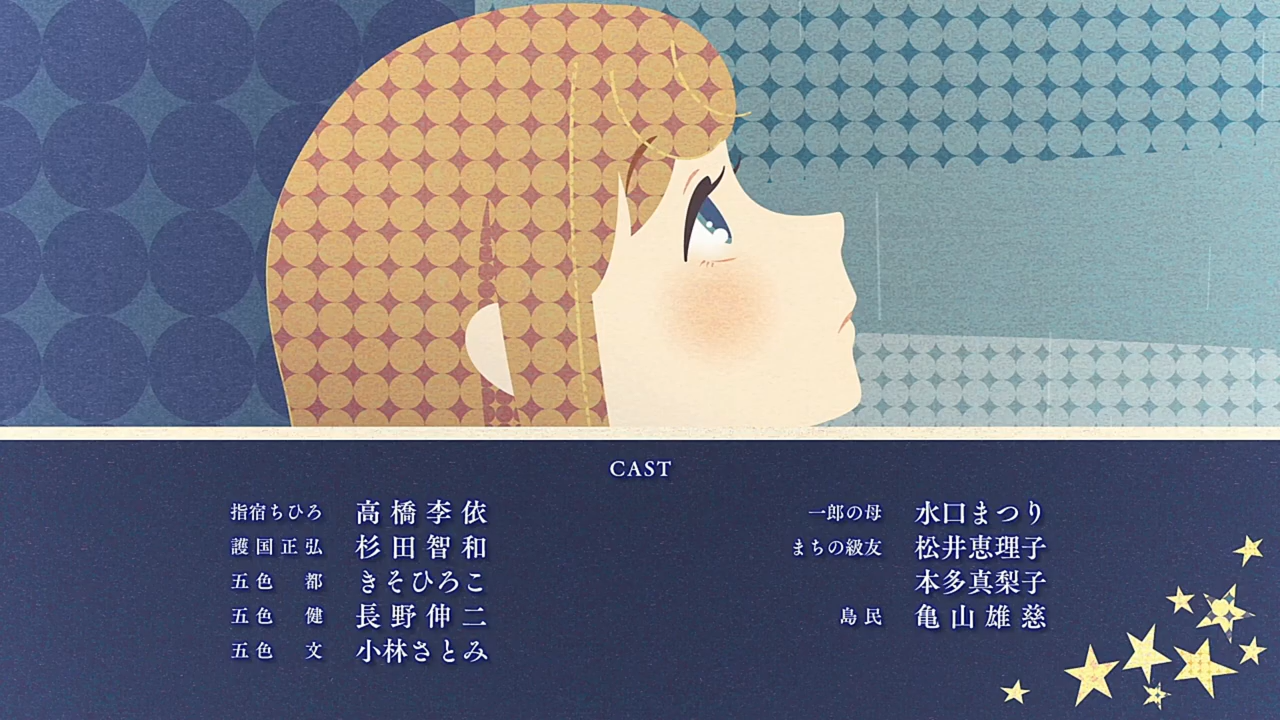 CAST
指宿ちひろ 高橋李依
護国正弘 杉田智和
五色 都 きそひろこ
五色 健 長野伸二
五色 文 小林さとみ
一郎の母 水口まつり
まちの級友 松井恵理子
本多真梨子
島民 亀山雄慈